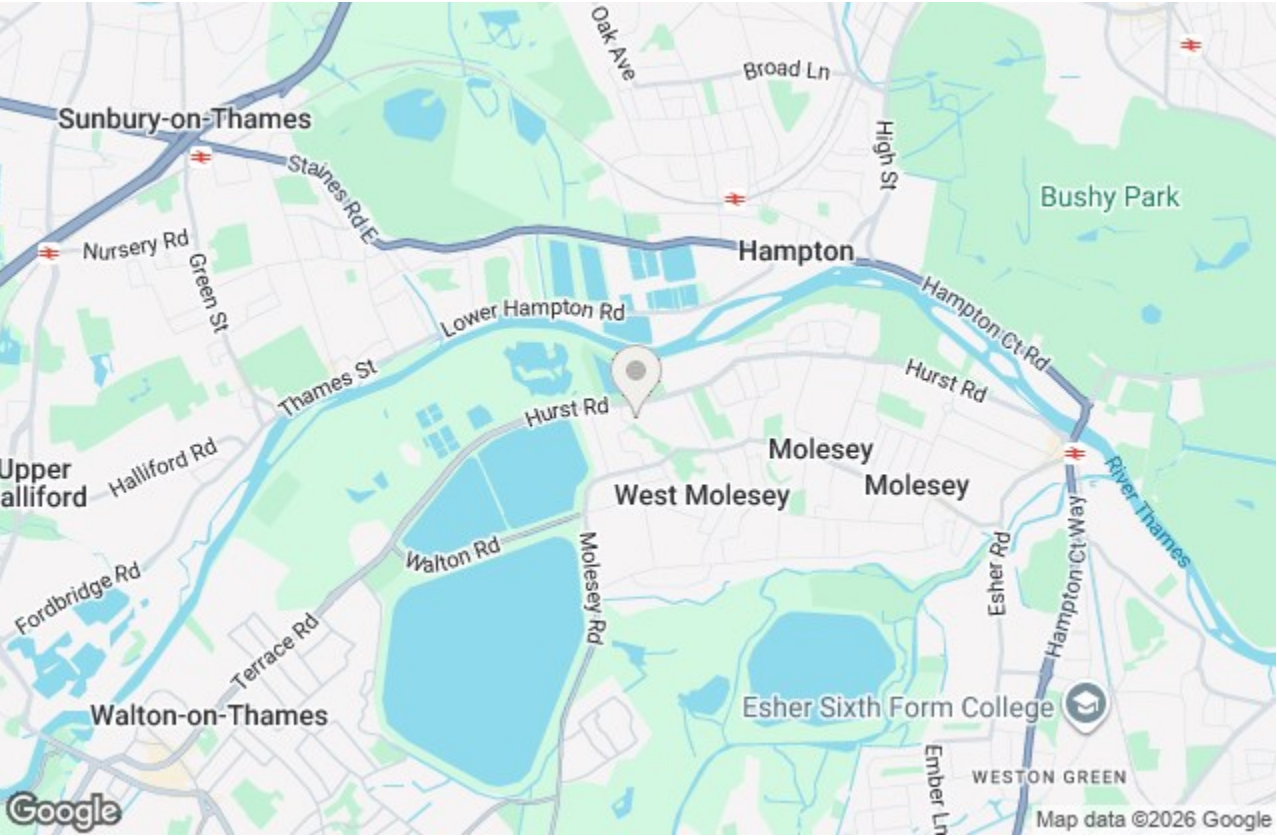 Oak Ave
Broad Ln
Sunbury-on-Thames
High St
Staines Rd E
Bushy Park
Nursery Rd
Hampton
Green St
Lower Hampton Rd
Hampton Ct Rd
Thames St
Hurst Rd
Hurst Rd
Upper
alliford
Halliford Rd
Molesey
Molesey
West Molesey
River Thames
Walton Rd
Molesey Rd
Esher Rd
Hampton Ct Way
Fordbridge Rd
Terrace Rd
Walton-on-Thames
Esher Sixth Form College
Ember Ln
WESTON GREEN
Google
Map data ©2026 Google